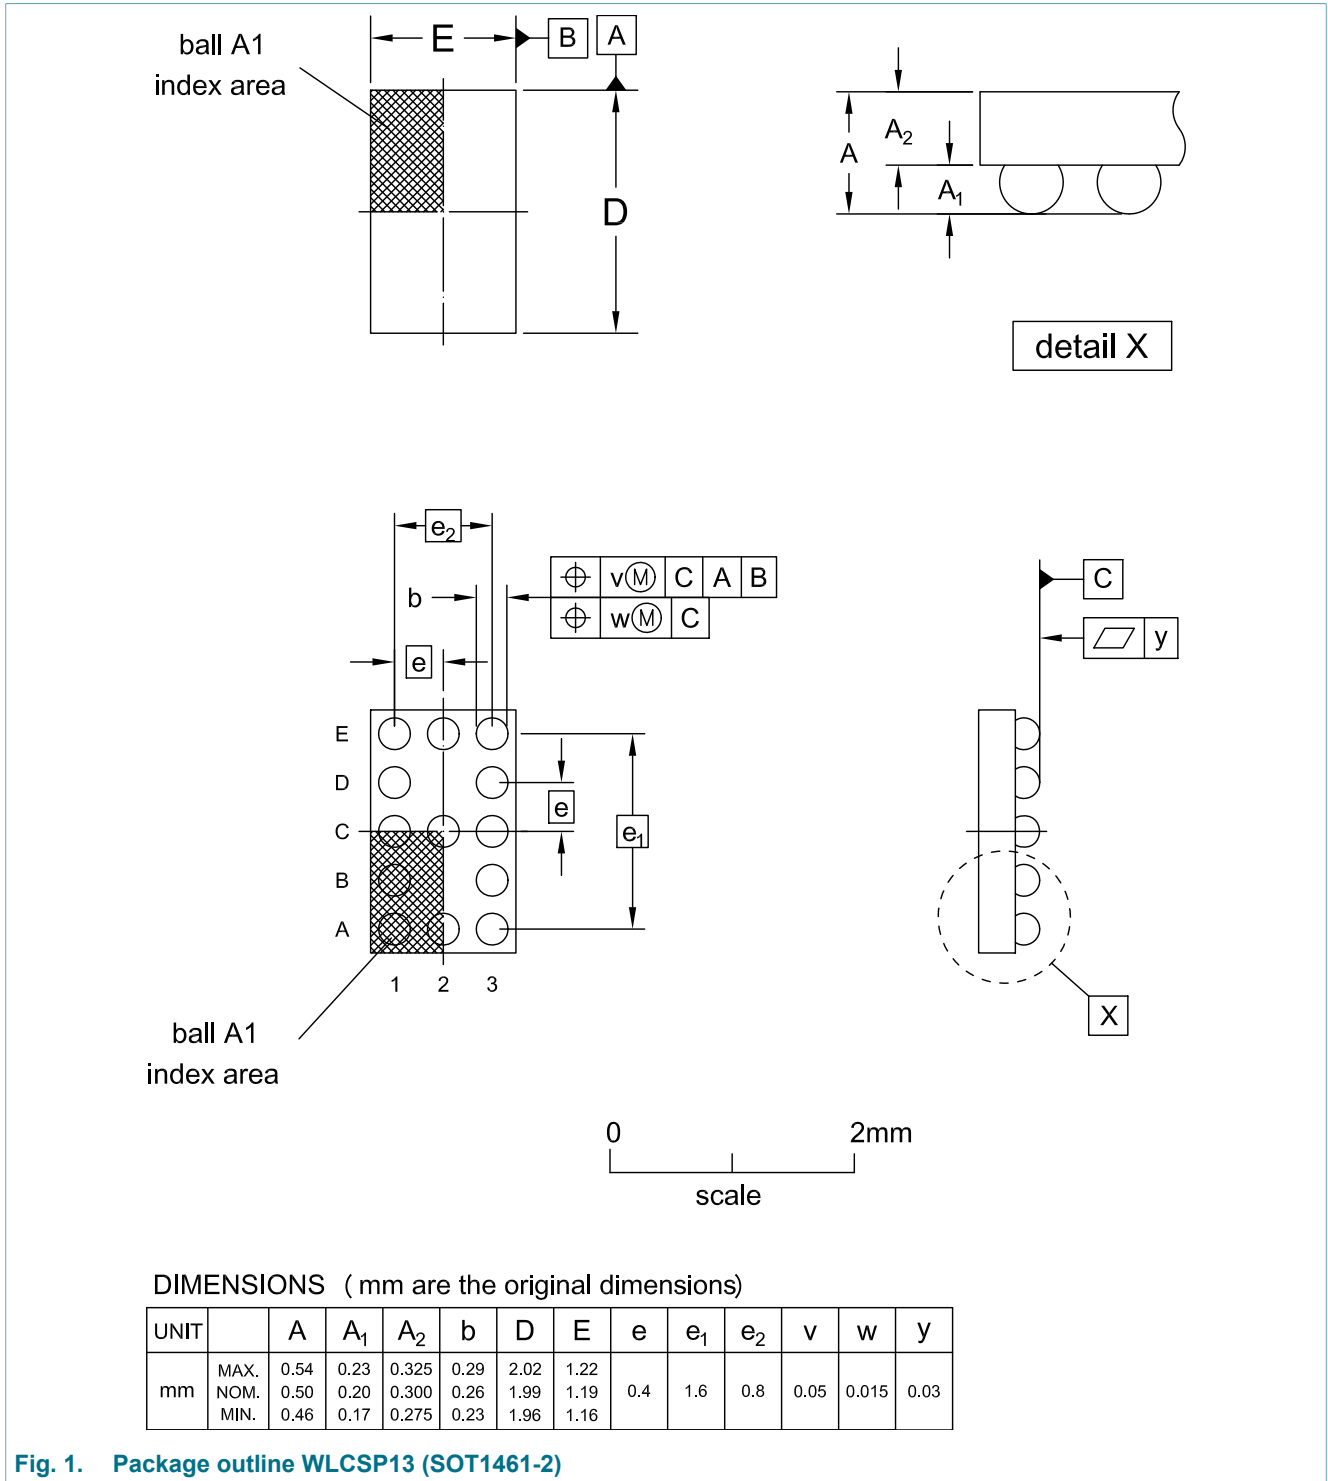 ball A1
index area
E
B
A
D
A
A2
A1
detail X
e2
b
v Ⓜ C A B
w Ⓜ C
e
E
D
C
B
A
e
e1
1 2 3
ball A1
index area
C
y
X
0 2mm
scale
DIMENSIONS ( mm are the original dimensions)
UNIT A A1 A2 b D E e e1 e2 v w y
mm MAX. 0.54 0.23 0.325 0.29 2.02 1.22
NOM. 0.50 0.20 0.300 0.26 1.99 1.19 0.4 1.6 0.8 0.05 0.015 0.03
MIN. 0.46 0.17 0.275 0.23 1.96 1.16
Fig. 1. Package outline WLCSP13 (SOT1461-2)